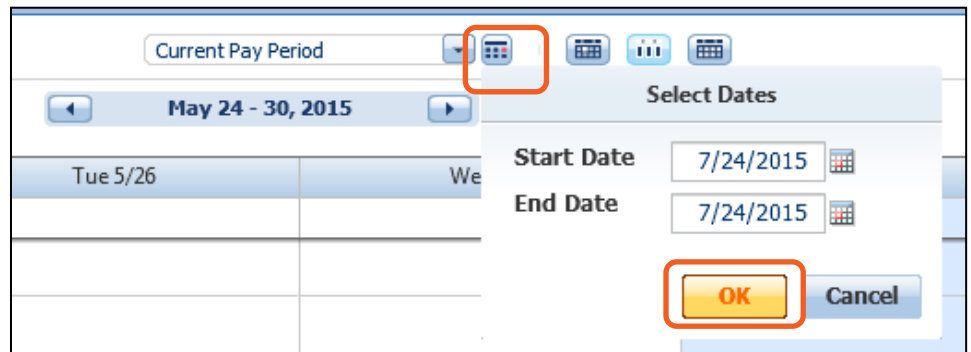 Current Pay Period
May 24 - 30, 2015
Select Dates
Tue 5/26
We
Start Date 7/24/2015
End Date 7/24/2015
OK Cancel